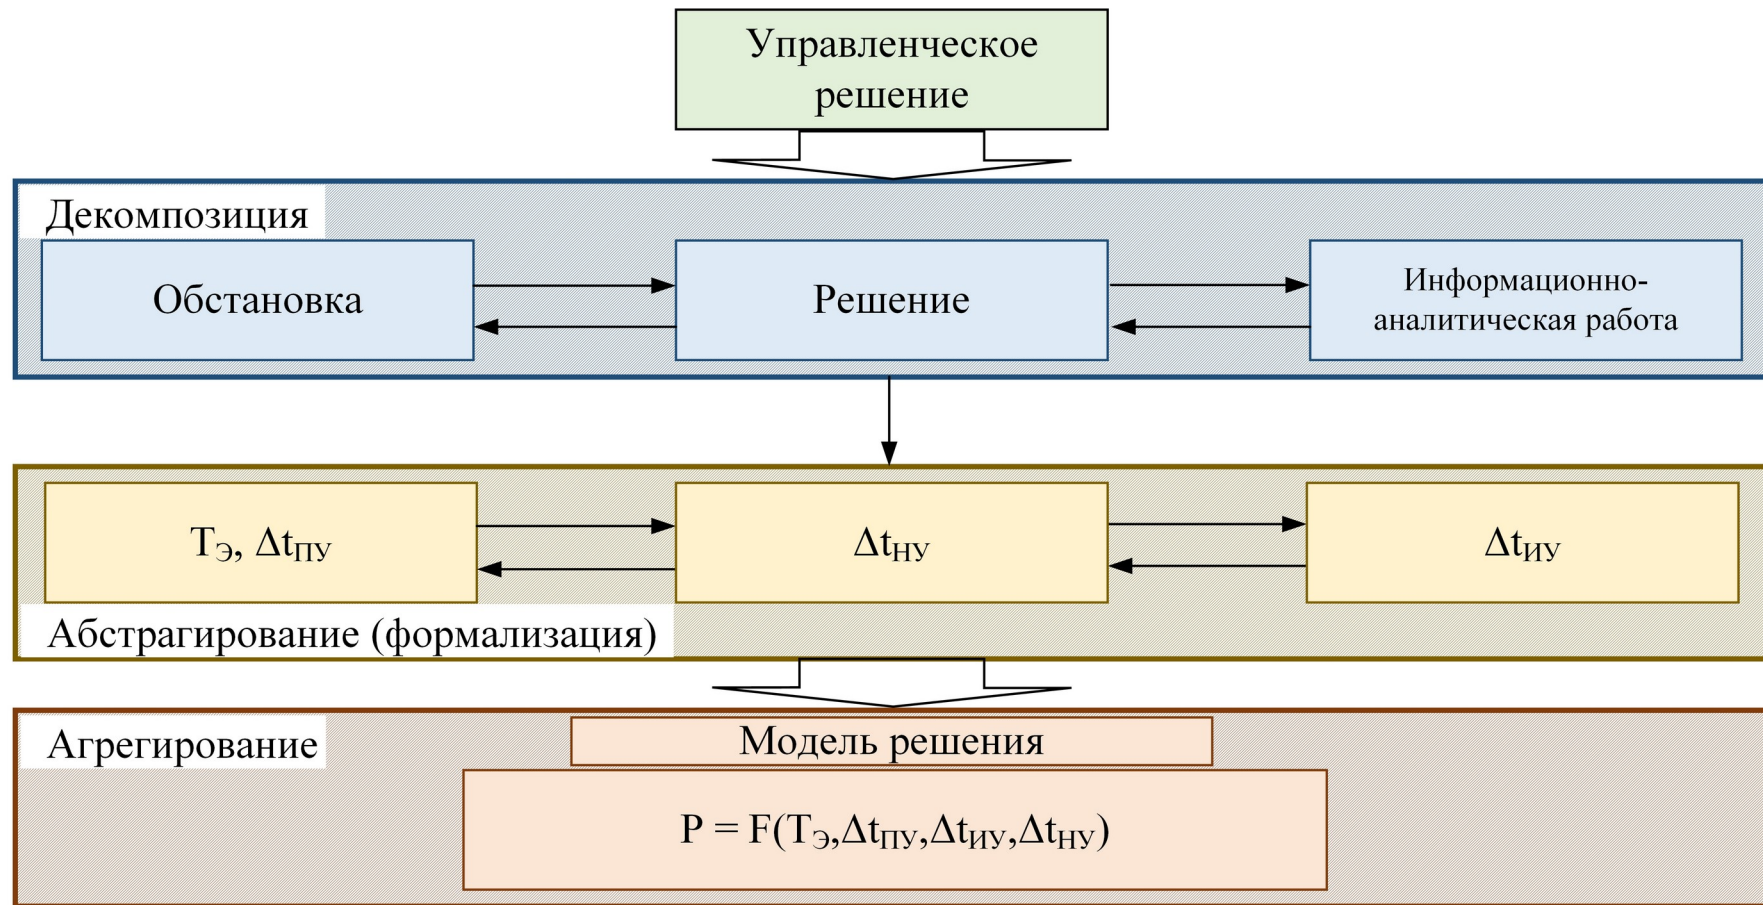 Управленческое
решение
Декомпозиция
Обстановка
Решение
Информационно-
аналитическая работа
TЭ, ΔtПУ
ΔtНУ
ΔtИУ
Абстрагирование (формализация)
Агрегирование
Модель решения
P = F(TЭ,ΔtПУ,ΔtИУ,ΔtНУ)